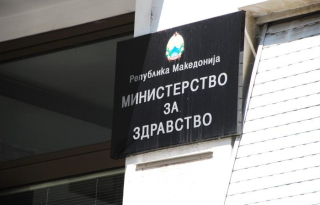 Република Македонија
МИНИСТЕРСТВО
ЗА
ЗДРАВСТВО